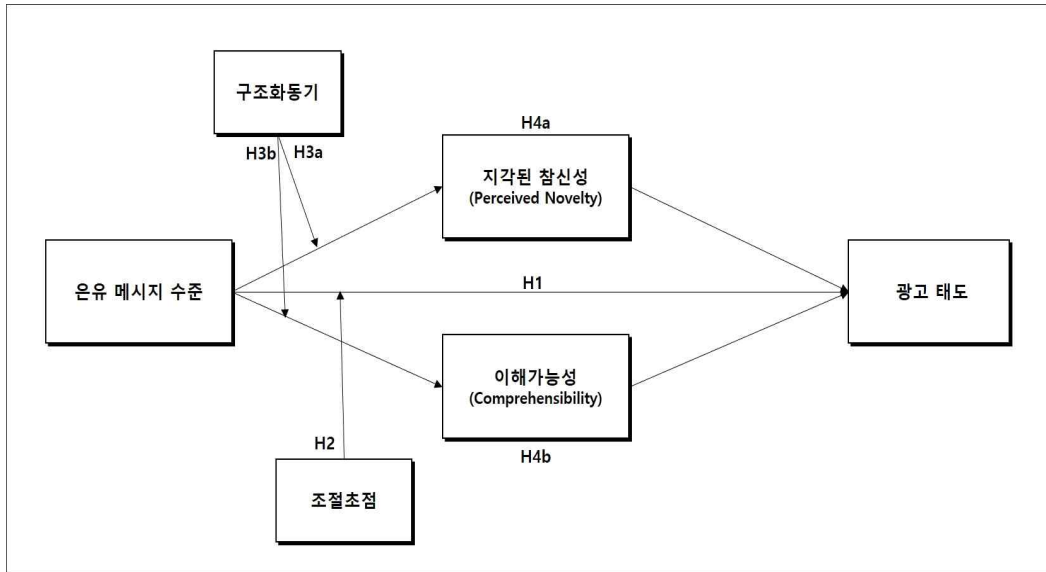 구조화동기
H3b
H3a
H4a
지각된 참신성
(Perceived Novelty)
은유 메시지 수준
H1
광고 태도
이해가능성
(Comprehensibility)
H2
H4b
조절초점